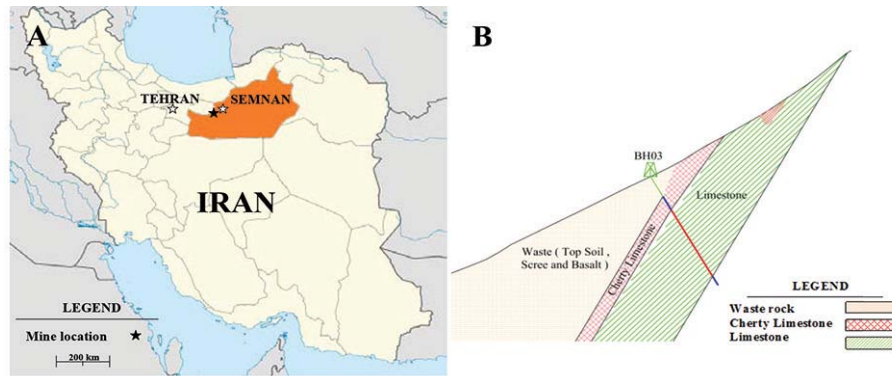 A
TEHRAN
SEMNAN
IRAN
LEGEND
Mine location
200 km
B
BH03
Limestone
Waste ( Top Soil ,
Scree and Basalt )
Cherty Limestone
LEGEND
Waste rock
Cherty Limestone
Limestone